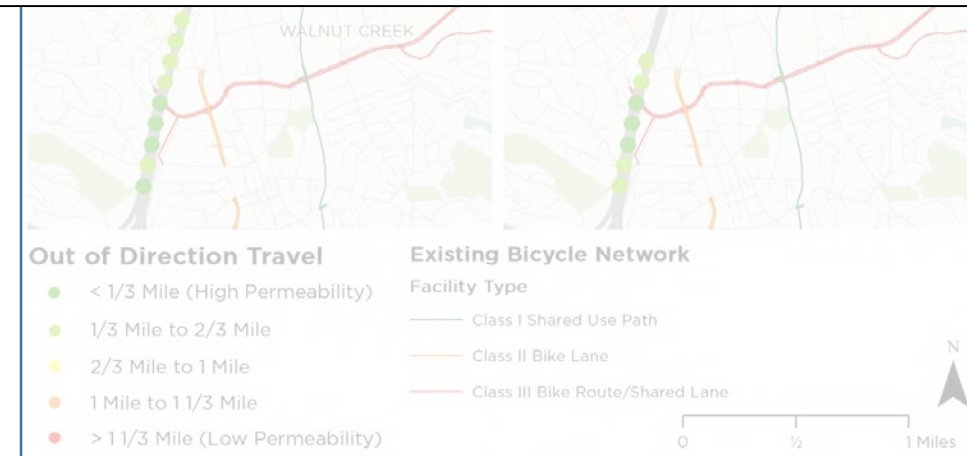 WALNUT CREEK
Out of Direction Travel
< 1/3 Mile (High Permeability)
1/3 Mile to 2/3 Mile
2/3 Mile to 1 Mile
1 Mile to 1 1/3 Mile
> 1 1/3 Mile (Low Permeability)
Existing Bicycle Network
Facility Type
Class I Shared Use Path
Class II Bike Lane
Class III Bike Route/Shared Lane
N
0 ½ 1 Miles